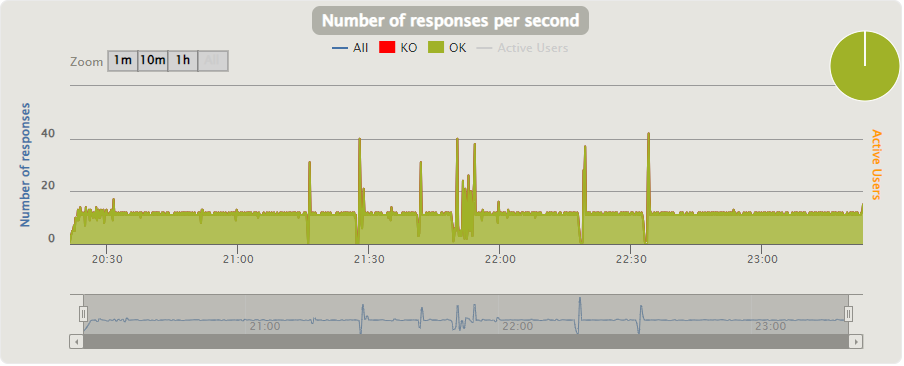 Number of responses per second
All KO OK Active Users
Zoom 1m 10m 1h All
Number of responses
Active Users
40
20
0
20:30 21:00 21:30 22:00 22:30 23:00
21:00 22:00 23:00